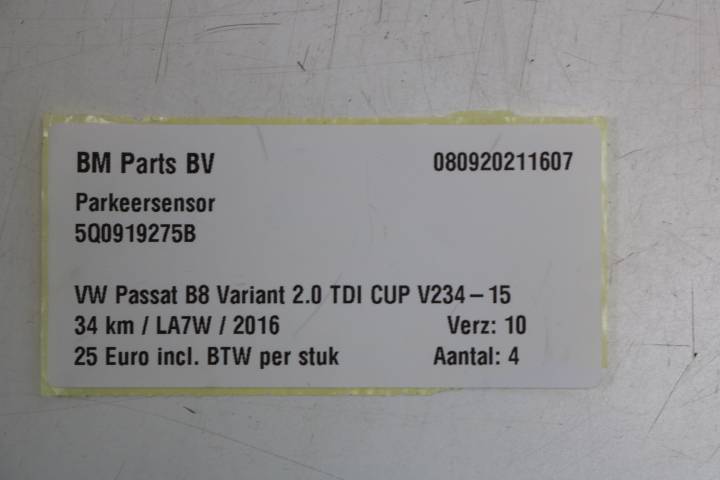 BM Parts BV 080920211607
Parkeersensor
5Q0919275B
VW Passat B8 Variant 2.0 TDI CUP V234 – 15
34 km / LA7W / 2016 Verz: 10
25 Euro incl. BTW per stuk Aantal: 4